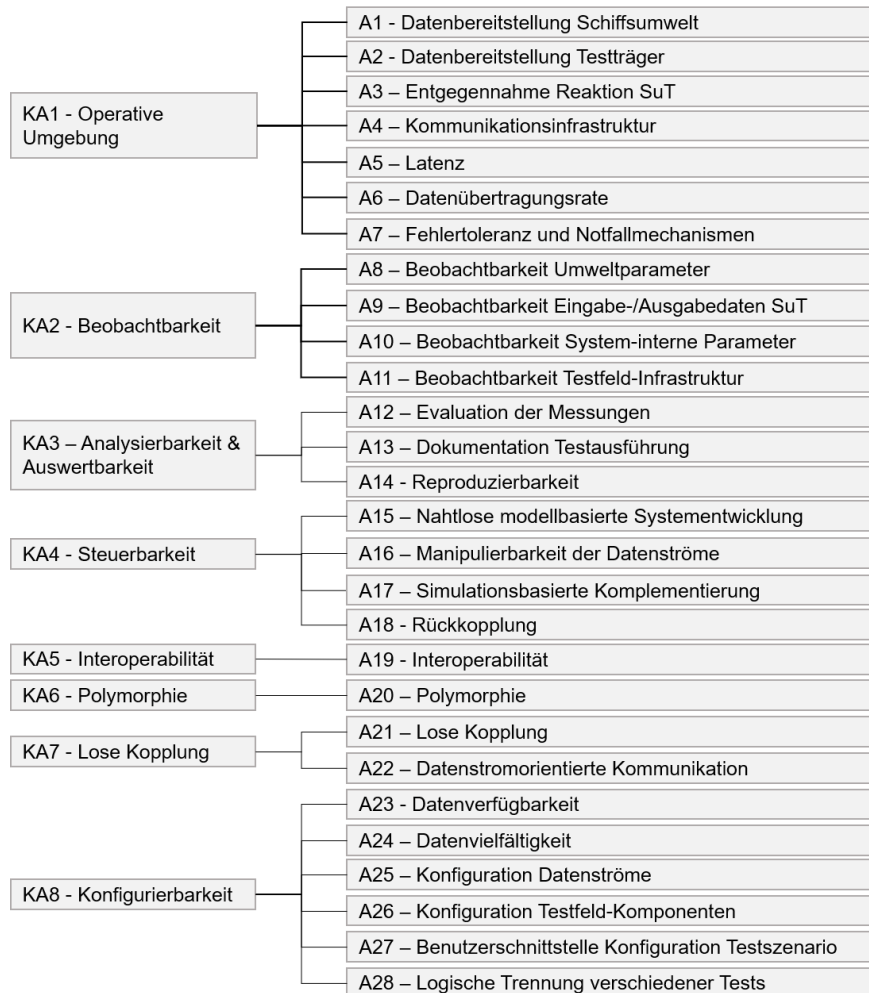 KA1 - Operative
Umgebung
A1 - Datenbereitstellung Schiffsumwelt
A2 - Datenbereitstellung Testträger
A3 – Entgegennahme Reaktion SuT
A4 – Kommunikationsinfrastruktur
A5 – Latenz
A6 – Datenübertragungsrate
A7 – Fehlertoleranz und Notfallmechanismen
KA2 - Beobachtbarkeit
A8 – Beobachtbarkeit Umweltparameter
A9 – Beobachtbarkeit Eingabe-/Ausgabedaten SuT
A10 – Beobachtbarkeit System-interne Parameter
A11 – Beobachtbarkeit Testfeld-Infrastruktur
KA3 – Analysierbarkeit &
Auswertbarkeit
A12 – Evaluation der Messungen
A13 – Dokumentation Testausführung
A14 - Reproduzierbarkeit
KA4 - Steuerbarkeit
A15 – Nahtlose modellbasierte Systementwicklung
A16 – Manipulierbarkeit der Datenströme
A17 – Simulationsbasierte Komplementierung
A18 - Rückkopplung
KA5 - Interoperabilität
A19 - Interoperabilität
KA6 - Polymorphie
A20 – Polymorphie
KA7 - Lose Kopplung
A21 – Lose Kopplung
A22 – Datenstromorientierte Kommunikation
KA8 - Konfigurierbarkeit
A23 - Datenverfügbarkeit
A24 – Datenvielfältigkeit
A25 – Konfiguration Datenströme
A26 – Konfiguration Testfeld-Komponenten
A27 – Benutzerschnittstelle Konfiguration Testszenario
A28 – Logische Trennung verschiedener Tests